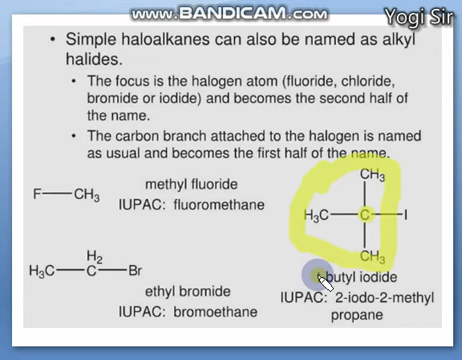 www.BANDICAM.com
Yogi Sir
• Simple haloalkanes can also be named as alkyl
halides.
• The focus is the halogen atom (fluoride, chloride,
bromide or iodide) and becomes the second half of
the name.
• The carbon branch attached to the halogen is named
as usual and becomes the first half of the name.
F—CH3
methyl fluoride
IUPAC: fluoromethane
H2
H3C—C—Br
ethyl bromide
IUPAC: bromoethane
CH3
H3C—C—I
CH3
butyl iodide
IUPAC: 2-iodo-2-methyl
propane